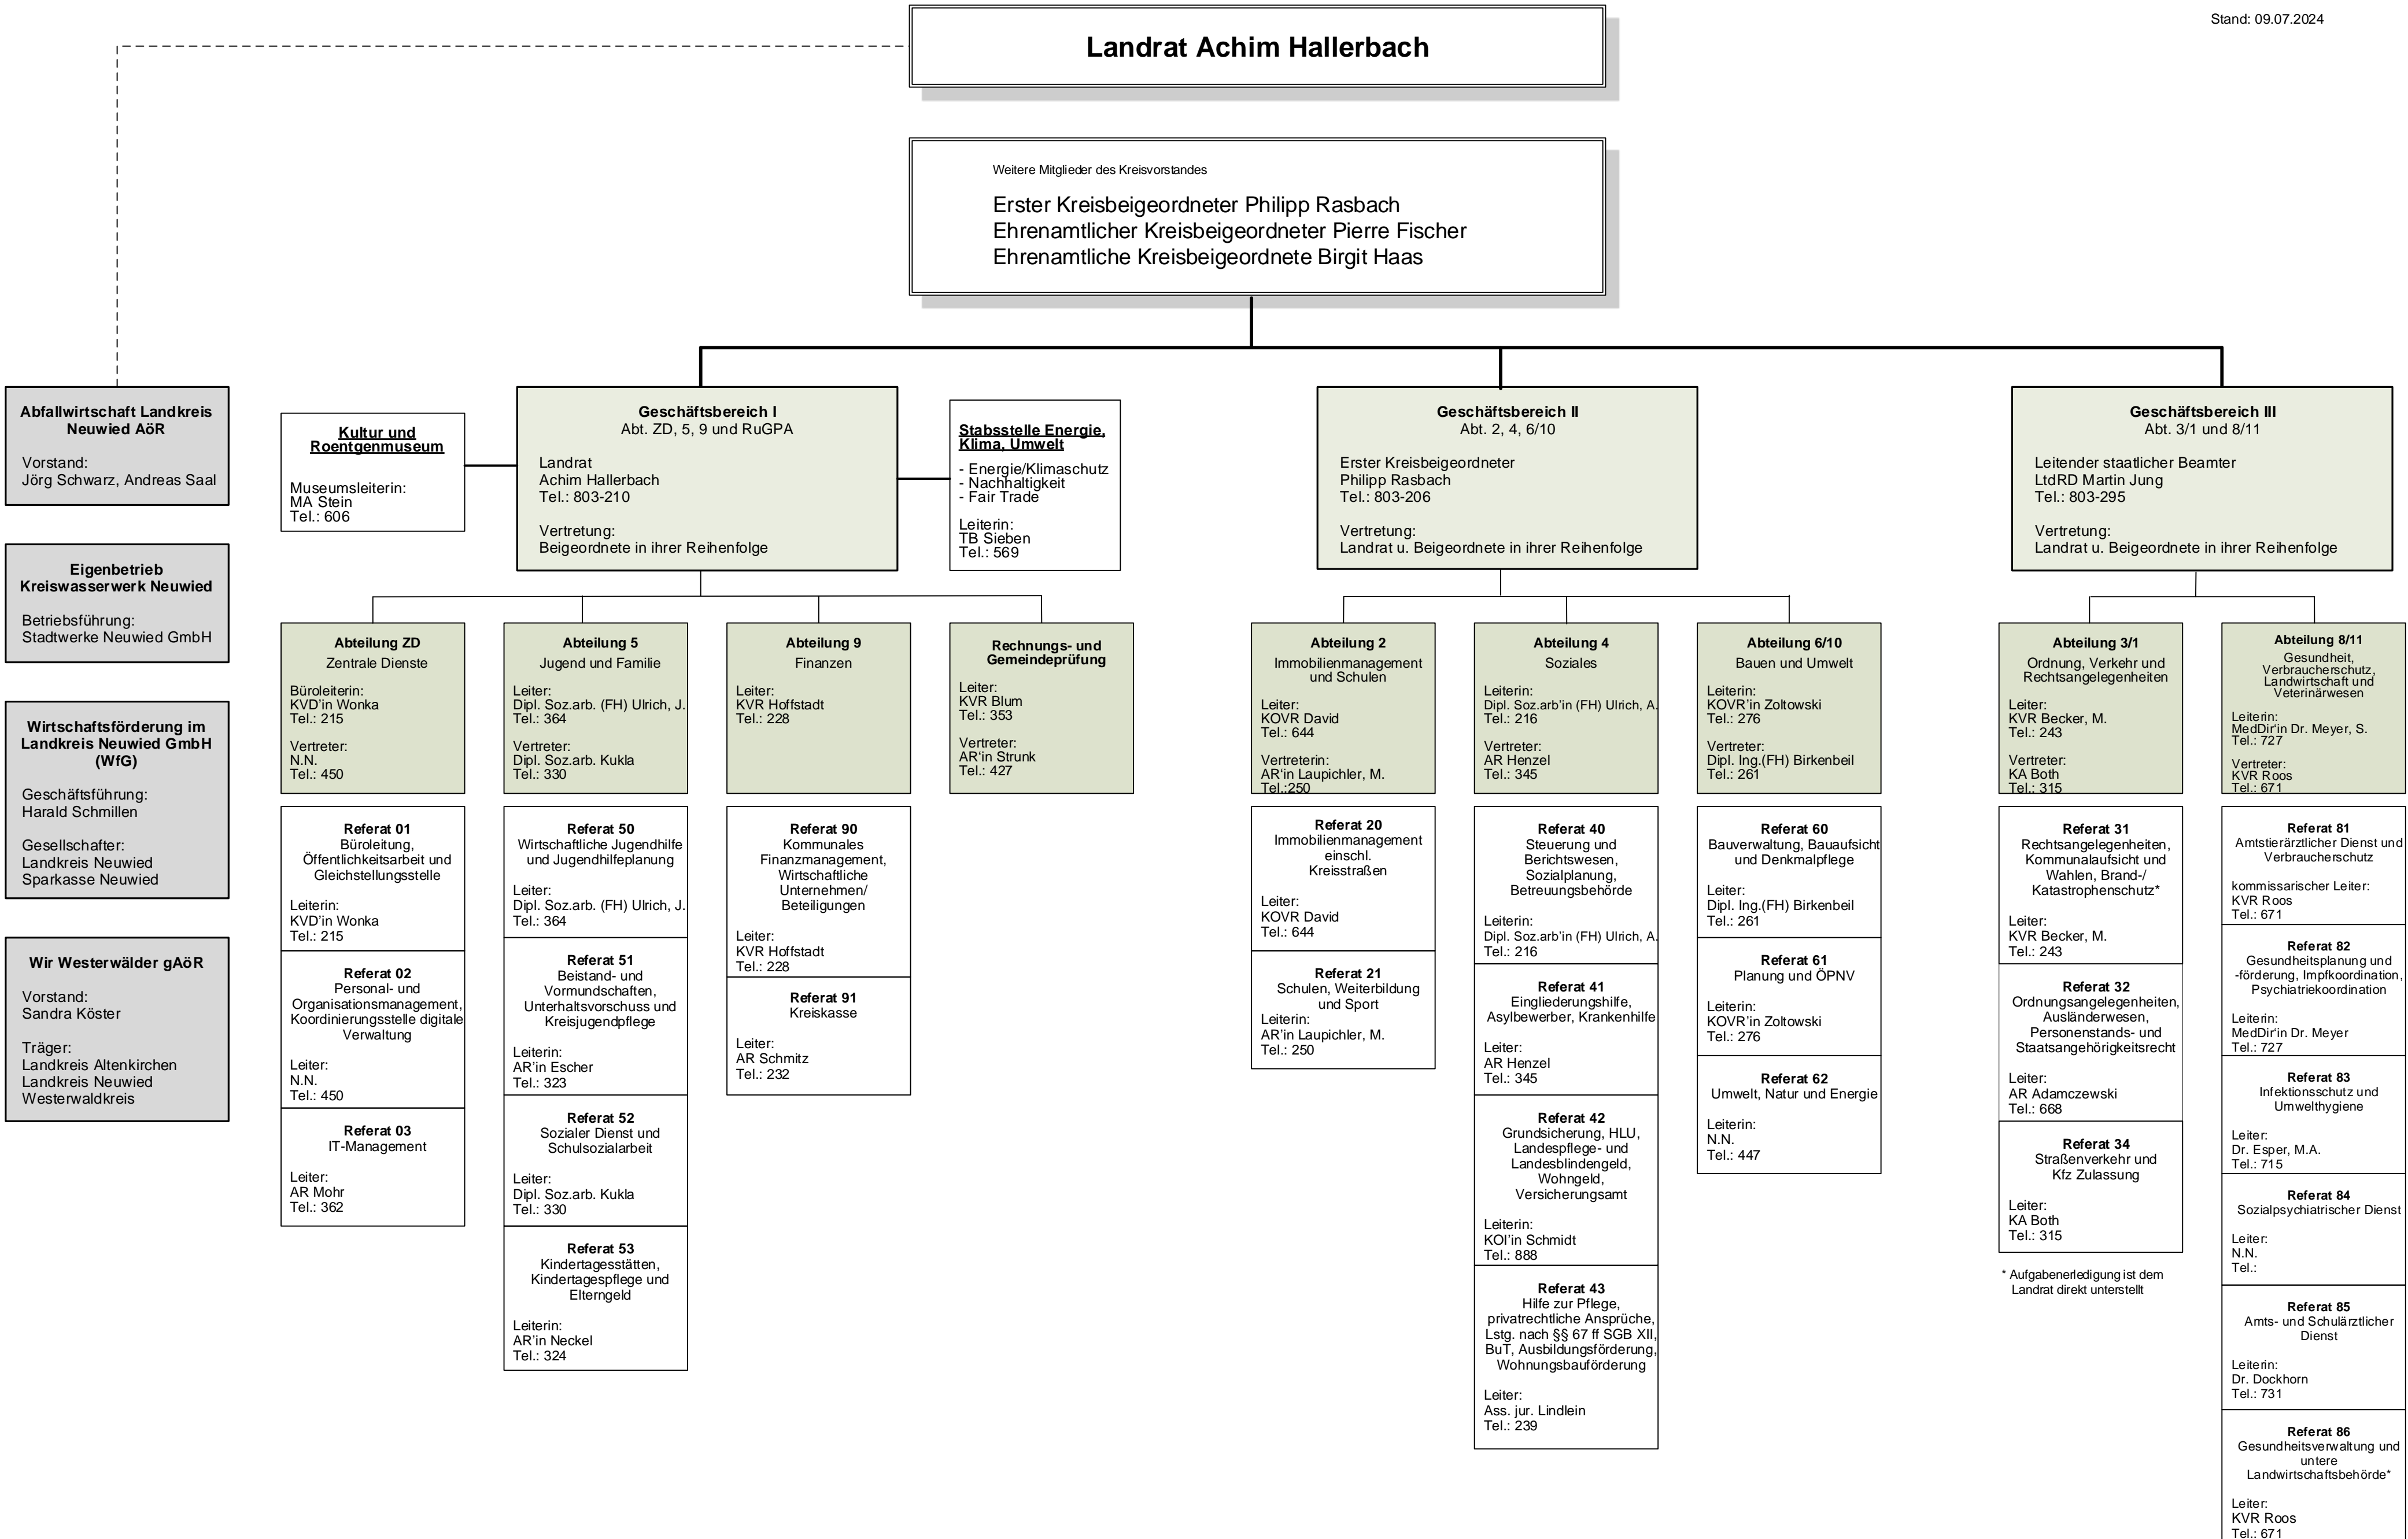 Stand: 09.07.2024
Landrat Achim Hallerbach
Weitere Mitglieder des Kreisvorstandes
Erster Kreisbeigeordneter Philipp Rasbach
Ehrenamtlicher Kreisbeigeordneter Pierre Fischer
Ehrenamtliche Kreisbeigeordnete Birgit Haas
Abfallwirtschaft Landkreis
Neuwied AöR
Vorstand:
Jörg Schwarz, Andreas Saal
Eigenbetrieb
Kreiswasserwerk Neuwied
Betriebsführung:
Stadtwerke Neuwied GmbH
Wirtschaftsförderung im
Landkreis Neuwied GmbH
(WfG)
Geschäftsführung:
Harald Schmillen
Gesellschafter:
Landkreis Neuwied
Sparkasse Neuwied
Wir Westerwälder gAöR
Vorstand:
Sandra Köster
Träger:
Landkreis Altenkirchen
Landkreis Neuwied
Westerwaldkreis
Kultur und
Roentgenmuseum
Museumsleiterin:
MA Stein
Tel.: 606
Geschäftsbereich I
Abt. ZD, 5, 9 und RuGPA
Landrat
Achim Hallerbach
Tel.: 803-210
Vertretung:
Beigeordnete in ihrer Reihenfolge
Stabsstelle Energie,
Klima, Umwelt
- Energie/Klimaschutz
- Nachhaltigkeit
- Fair Trade
Leiterin:
TB Sieben
Tel.: 569
Geschäftsbereich II
Abt. 2, 4, 6/10
Erster Kreisbeigeordneter
Philipp Rasbach
Tel.: 803-206
Vertretung:
Landrat u. Beigeordnete in ihrer Reihenfolge
Geschäftsbereich III
Abt. 3/1 und 8/11
Leitender staatlicher Beamter
LtdRD Martin Jung
Tel.: 803-295
Vertretung:
Landrat u. Beigeordnete in ihrer Reihenfolge
Abteilung ZD
Zentrale Dienste
Büroleiterin:
KVD'in Wonka
Tel.: 215
Vertreter:
N.N.
Tel.: 450
Referat 01
Büroleitung,
Öffentlichkeitsarbeit und
Gleichstellungsstelle
Leiterin:
KVD'in Wonka
Tel.: 215
Referat 02
Personal- und
Organisationsmanagement,
Koordinierungsstelle digitale
Verwaltung
Leiter:
N.N.
Tel.: 450
Referat 03
IT-Management
Leiter:
AR Mohr
Tel.: 362
Abteilung 5
Jugend und Familie
Leiter:
Dipl. Soz.arb. (FH) Ulrich, J.
Tel.: 364
Vertreter:
Dipl. Soz.arb. Kukla
Tel.: 330
Referat 50
Wirtschaftliche Jugendhilfe
und Jugendhilfeplanung
Leiter:
Dipl. Soz.arb. (FH) Ulrich, J.
Tel.: 364
Referat 51
Beistand- und
Vormundschaften,
Unterhaltsvorschuss und
Kreisjugendpflege
Leiterin:
AR'in Escher
Tel.: 323
Referat 52
Sozialer Dienst und
Schulsozialarbeit
Leiter:
Dipl. Soz.arb. Kukla
Tel.: 330
Referat 53
Kindertagesstätten,
Kindertagespflege und
Elterngeld
Leiterin:
AR'in Neckel
Tel.: 324
Abteilung 9
Finanzen
Leiter:
KVR Hoffstadt
Tel.: 228
Referat 90
Kommunales
Finanzmanagement,
Wirtschaftliche
Unternehmen/
Beteiligungen
Leiter:
KVR Hoffstadt
Tel.: 228
Referat 91
Kreiskasse
Leiter:
AR Schmitz
Tel.: 232
Rechnungs- und
Gemeindeprüfung
Leiter:
KVR Blum
Tel.: 353
Vertreter:
AR'in Strunk
Tel.: 427
Abteilung 2
Immobilienmanagement
und Schulen
Leiter:
KOVR David
Tel.: 644
Vertreterin:
AR'in Laupichler, M.
Tel.:250
Referat 20
Immobilienmanagement
einschl.
Kreisstraßen
Leiter:
KOVR David
Tel.: 644
Referat 21
Schulen, Weiterbildung
und Sport
Leiterin:
AR'in Laupichler, M.
Tel.: 250
Abteilung 4
Soziales
Leiterin:
Dipl. Soz.arb'in (FH) Ulrich, A.
Tel.: 216
Vertreter:
AR Henzel
Tel.: 345
Referat 40
Steuerung und
Berichtswesen,
Sozialplanung,
Betreuungsbehörde
Leiterin:
Dipl. Soz.arb'in (FH) Ulrich, A.
Tel.: 216
Referat 41
Eingliederungshilfe,
Asylbewerber, Krankenhilfe
Leiter:
AR Henzel
Tel.: 345
Referat 42
Grundsicherung, HLU,
Landespflege- und
Landesblindengeld,
Wohngeld,
Versicherungsamt
Leiterin:
KOI'in Schmidt
Tel.: 888
Referat 43
Hilfe zur Pflege,
privatrechtliche Ansprüche,
Lstg. nach §§ 67 ff SGB XII,
BuT, Ausbildungsförderung,
Wohnungsbauförderung
Leiter:
Ass. jur. Lindlein
Tel.: 239
Abteilung 6/10
Bauen und Umwelt
Leiterin:
KOVR'in Zoltowski
Tel.: 276
Vertreter:
Dipl. Ing.(FH) Birkenbeil
Tel.: 261
Referat 60
Bauverwaltung, Bauaufsicht
und Denkmalpflege
Leiter:
Dipl. Ing.(FH) Birkenbeil
Tel.: 261
Referat 61
Planung und ÖPNV
Leiterin:
KOVR'in Zoltowski
Tel.: 276
Referat 62
Umwelt, Natur und Energie
Leiterin:
N.N.
Tel.: 447
Abteilung 3/1
Ordnung, Verkehr und
Rechtsangelegenheiten
Leiter:
KVR Becker, M.
Tel.: 243
Vertreter:
KA Both
Tel.: 315
Referat 31
Rechtsangelegenheiten,
Kommunalaufsicht und
Wahlen, Brand-/
Katastrophenschutz*
Leiter:
KVR Becker, M.
Tel.: 243
Referat 32
Ordnungsangelegenheiten,
Ausländerwesen,
Personenstands- und
Staatsangehörigkeitsrecht
Leiter:
AR Adamczewski
Tel.: 668
Referat 34
Straßenverkehr und
Kfz Zulassung
Leiter:
KA Both
Tel.: 315
* Aufgabenerledigung ist dem
Landrat direkt unterstellt
Abteilung 8/11
Gesundheit,
Verbraucherschutz,
Landwirtschaft und
Veterinärwesen
Leiterin:
MedDir'in Dr. Meyer, S.
Tel.: 727
Vertreter:
KVR Roos
Tel.: 671
Referat 81
Amtstierärztlicher Dienst und
Verbraucherschutz
kommissarischer Leiter:
KVR Roos
Tel.: 671
Referat 82
Gesundheitsplanung und
-förderung, Impfkoordination,
Psychiatriekoordination
Leiterin:
MedDir'in Dr. Meyer
Tel.: 727
Referat 83
Infektionsschutz und
Umwelthygiene
Leiter:
Dr. Esper, M.A.
Tel.: 715
Referat 84
Sozialpsychiatrischer Dienst
Leiter:
N.N.
Tel.:
Referat 85
Amts- und Schulärztlicher
Dienst
Leiterin:
Dr. Dockhorn
Tel.: 731
Referat 86
Gesundheitsverwaltung und
untere
Landwirtschaftsbehörde*
Leiter:
KVR Roos
Tel.: 671